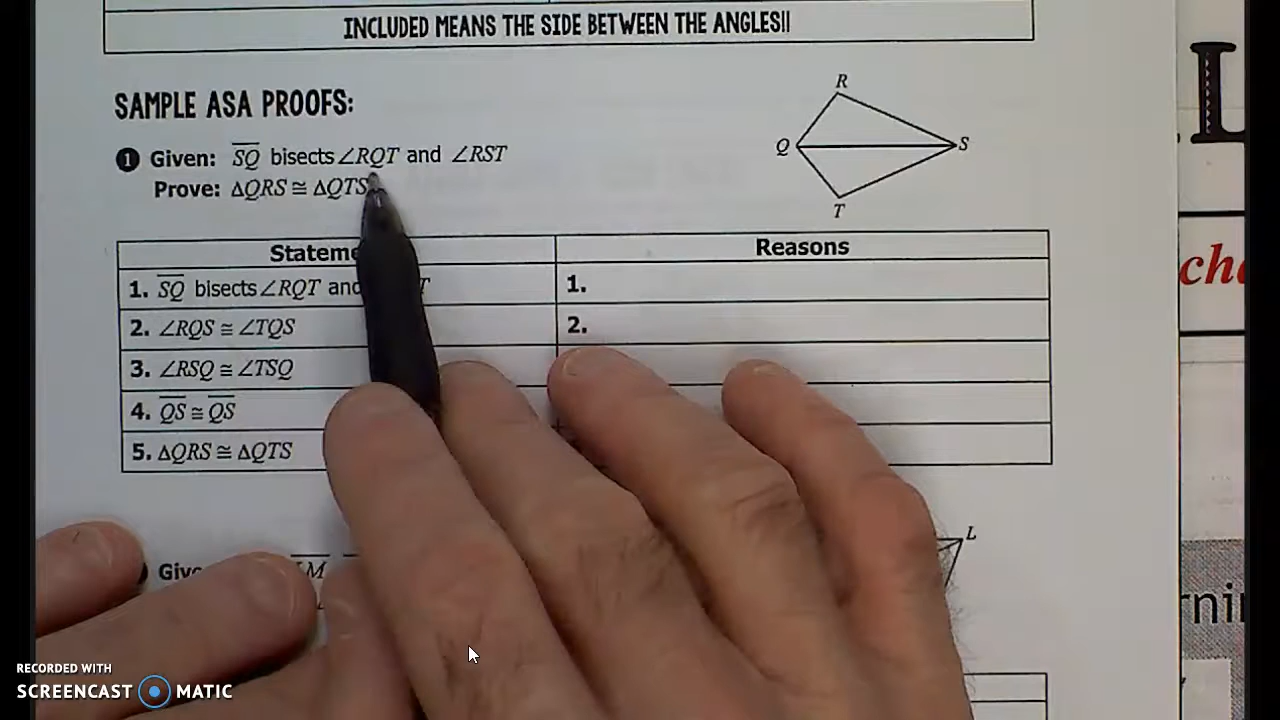 INCLUDED MEANS THE SIDE BETWEEN THE ANGLES!!
SAMPLE ASA PROOFS:
1 Given: SQ bisects ∠RQT and ∠RST
Prove: ΔQRS ≅ ΔQTS
R
Q
S
T
Reasons
1. SQ bisects ∠RQT
1.
2. ∠RQS ≅ ∠TQS
2.
3. ∠RSQ ≅ ∠TSQ
4. QS ≅ QS
5. ΔQRS ≅ ΔQTS
L
M
RECORDED WITH
SCREENCAST MATIC